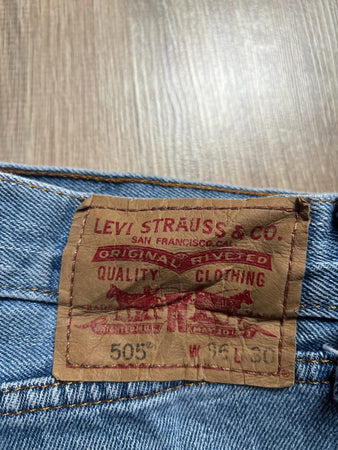 LEVI STRAUSS & CO.
SAN FRANCISCO, CAL.
ORIGINAL RIVETED
QUALITY CLOTHING
505 W 36 L 30